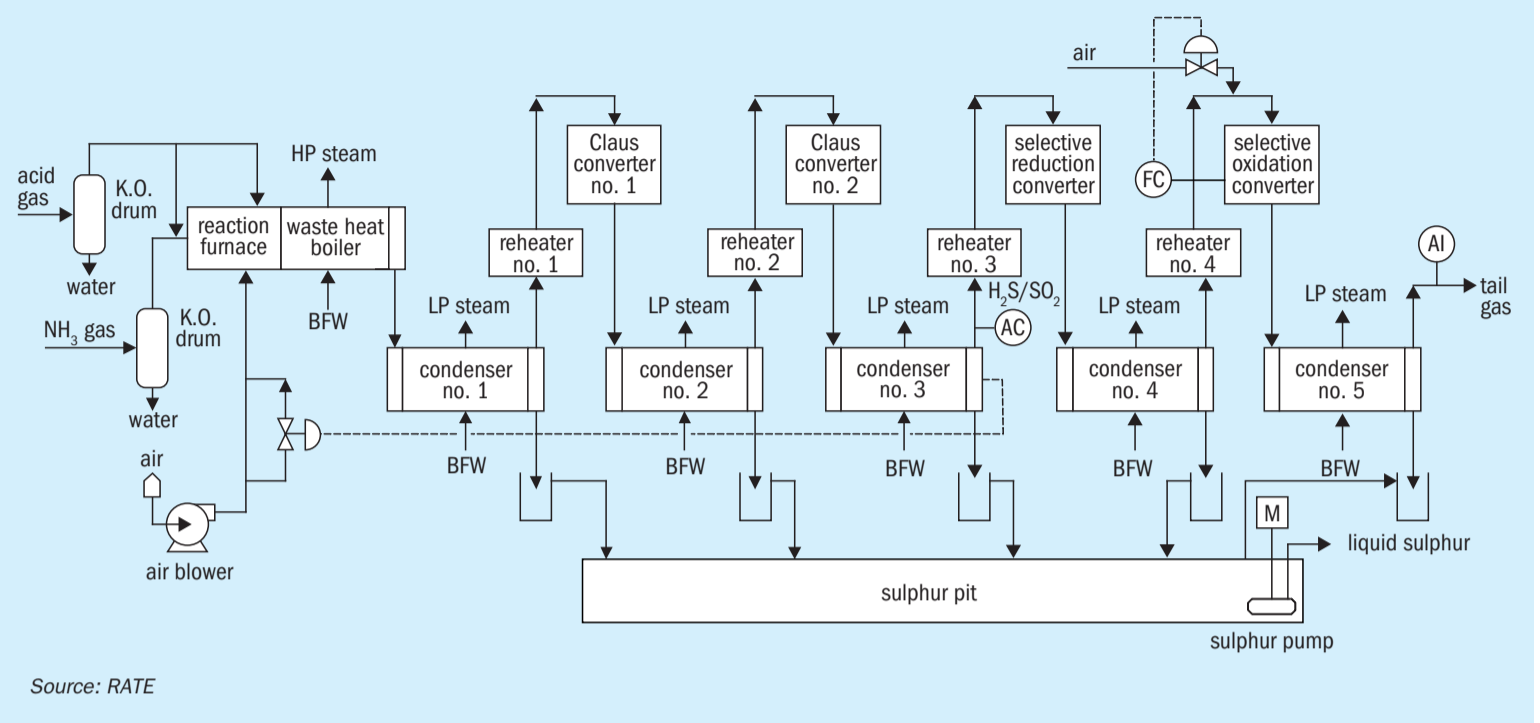 air
acid
gas
K.O.
drum
water
NH₃ gas
K.O.
drum
water
air
air blower
HP steam
reaction
furnace
waste heat
boiler
BFW
reheater
no. 1
Claus
converter
no. 1
LP steam
condenser
no. 1
BFW
reheater
no. 2
Claus
converter
no. 2
LP steam
condenser
no. 2
BFW
reheater
no. 3
H₂S/SO₂
AC
selective
reduction
converter
LP steam
condenser
no. 3
BFW
reheater
no. 4
FC
selective
oxidation
converter
LP steam
condenser
no. 4
BFW
LP steam
condenser
no. 5
BFW
AI
tail
gas
M
liquid sulphur
sulphur pit
sulphur pump
Source: RATE